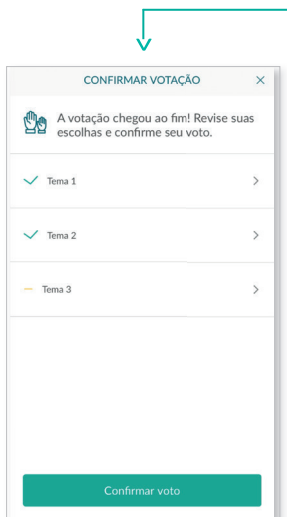 CONFIRMAR VOTAÇÃO
A votação chegou ao fim! Revise suas
escolhas e confirme seu voto.
Tema 1
Tema 2
Tema 3
Confirmar voto